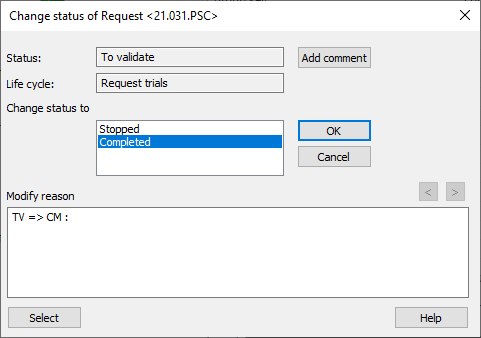 Change status of Request <21.031.PSC>
Status:
To validate
Add comment
Life cycle:
Request trials
Change status to
Stopped
Completed
OK
Cancel
< >
Modify reason
TV => CM :
Select
Help